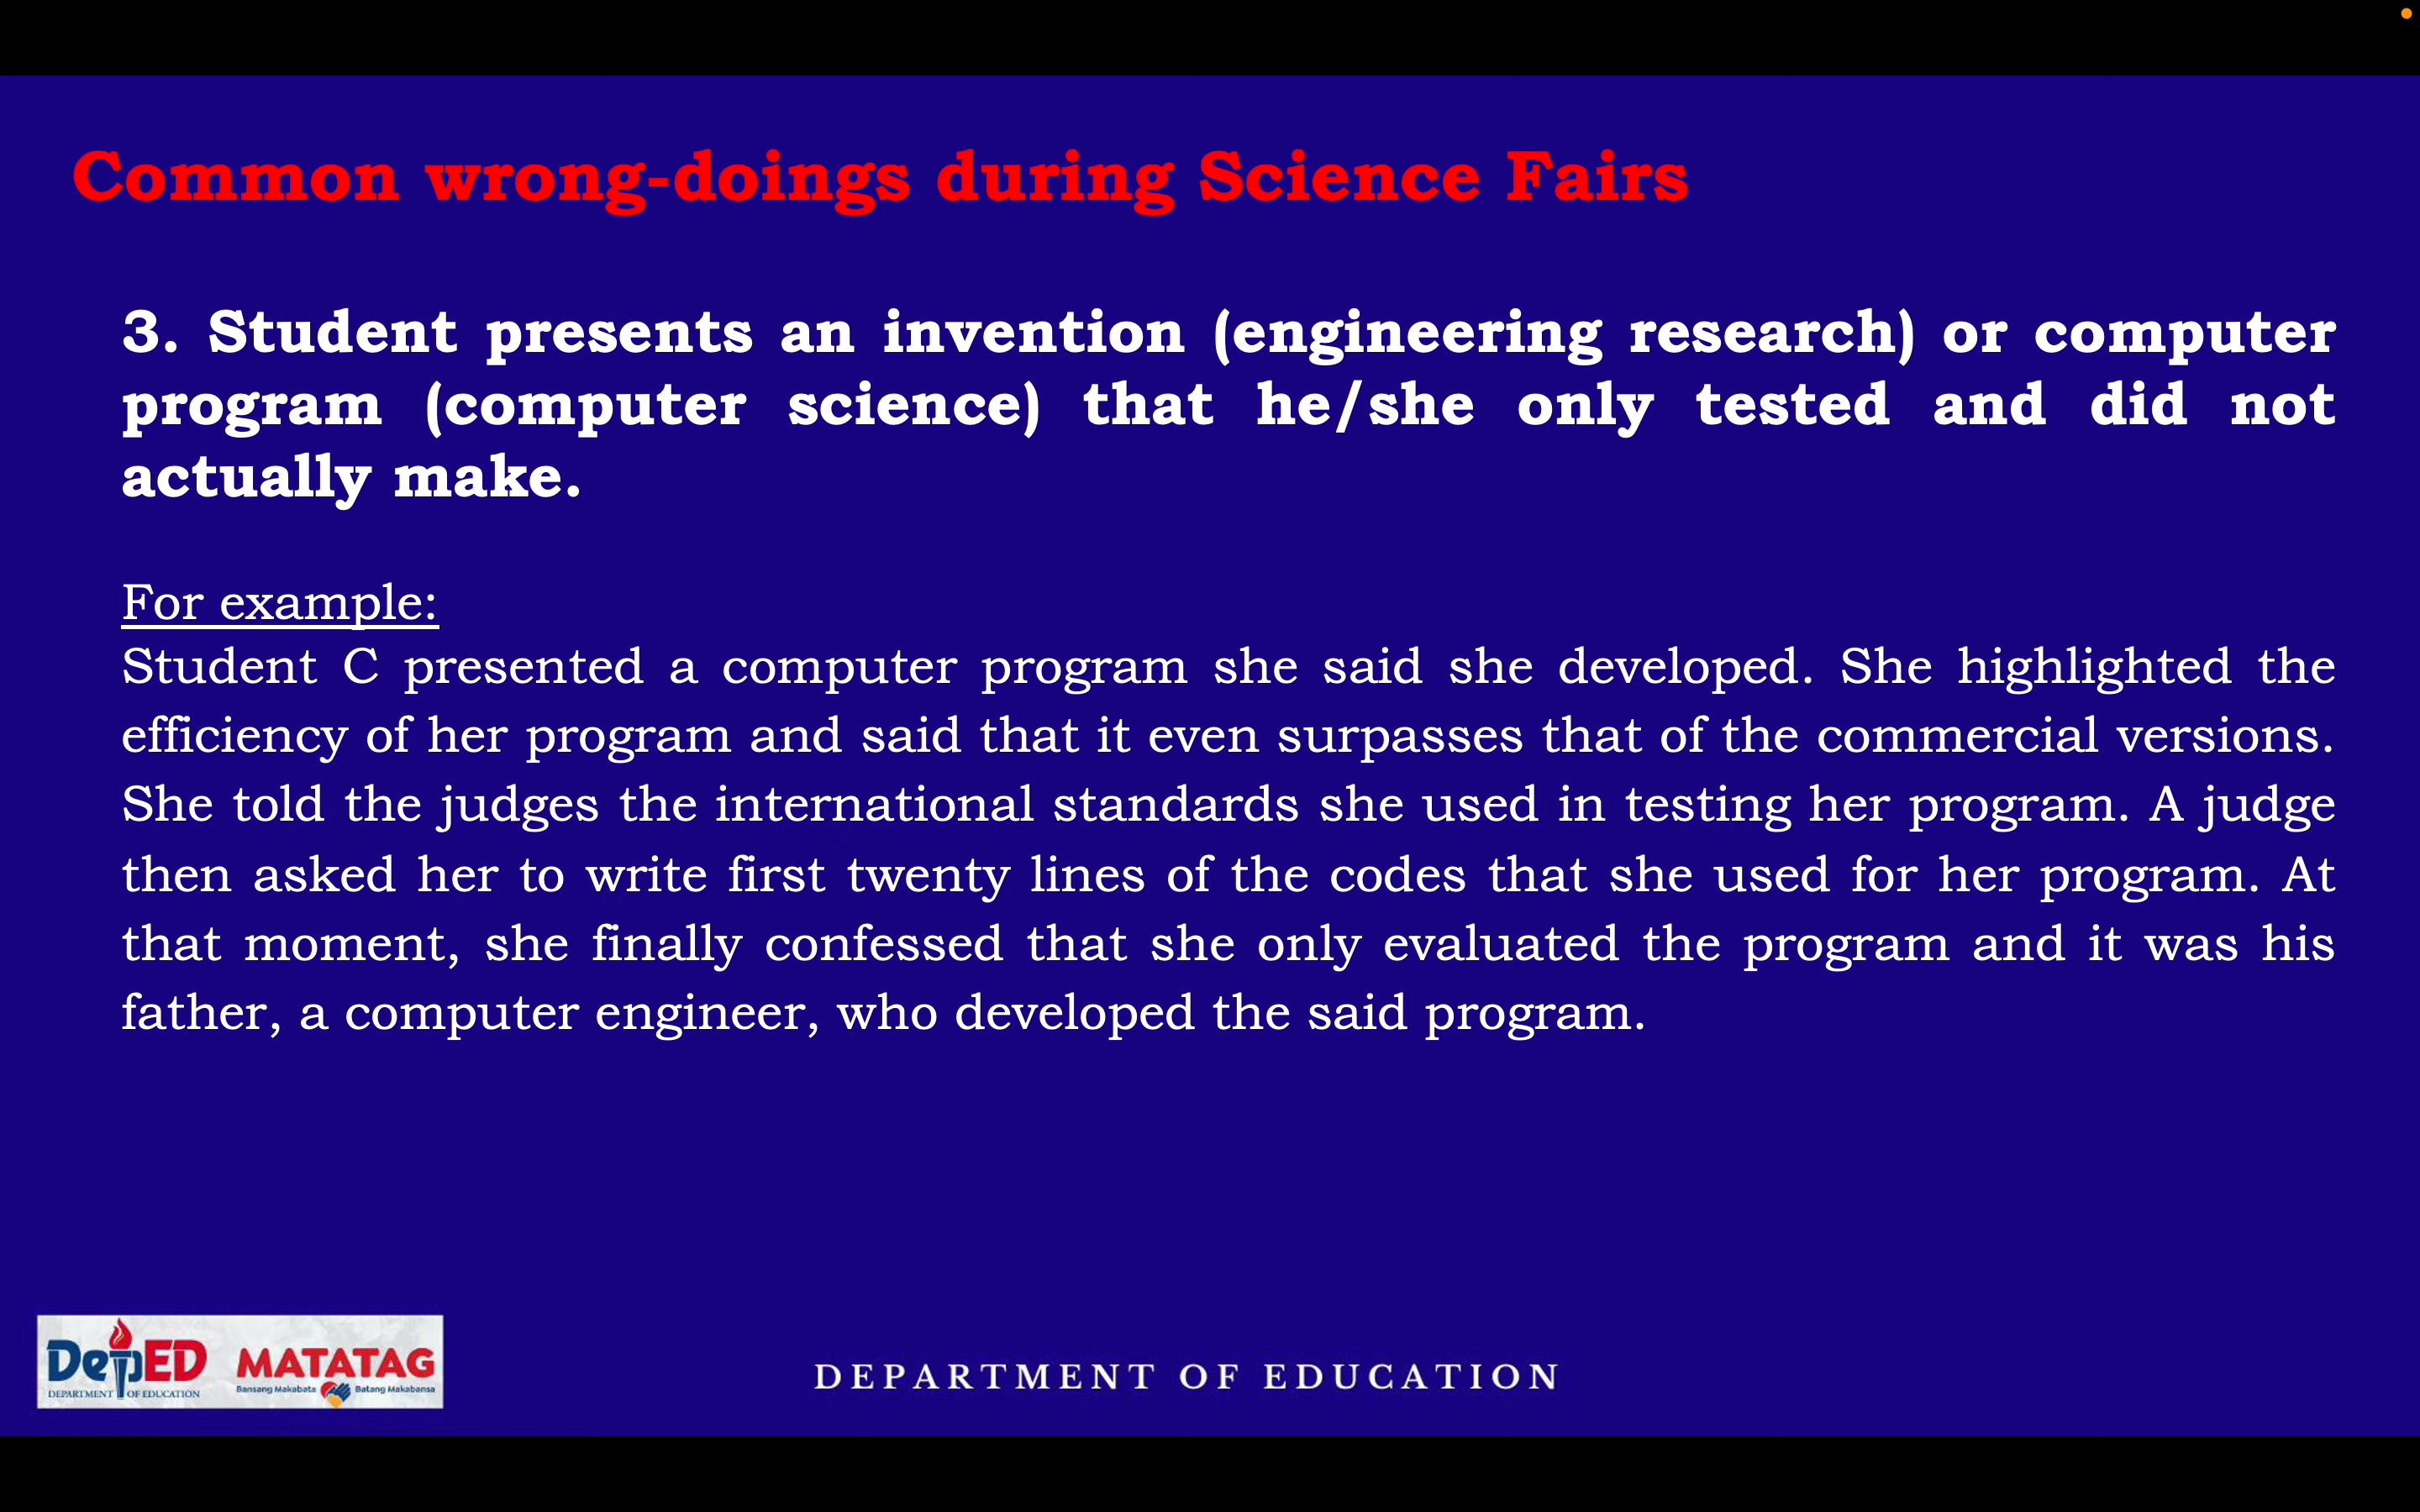 Common wrong-doings during Science Fairs
3. Student presents an invention (engineering research) or computer
program (computer science) that he/she only tested and did not
actually make.
For example:
Student C presented a computer program she said she developed. She highlighted the
efficiency of her program and said that it even surpasses that of the commercial versions.
She told the judges the international standards she used in testing her program. A judge
then asked her to write first twenty lines of the codes that she used for her program. At
that moment, she finally confessed that she only evaluated the program and it was his
father, a computer engineer, who developed the said program.
DepED MATATAG
DEPARTMENT OF EDUCATION Bansang Makabata Batang Makabansa
DEPARTMENT OF EDUCATION